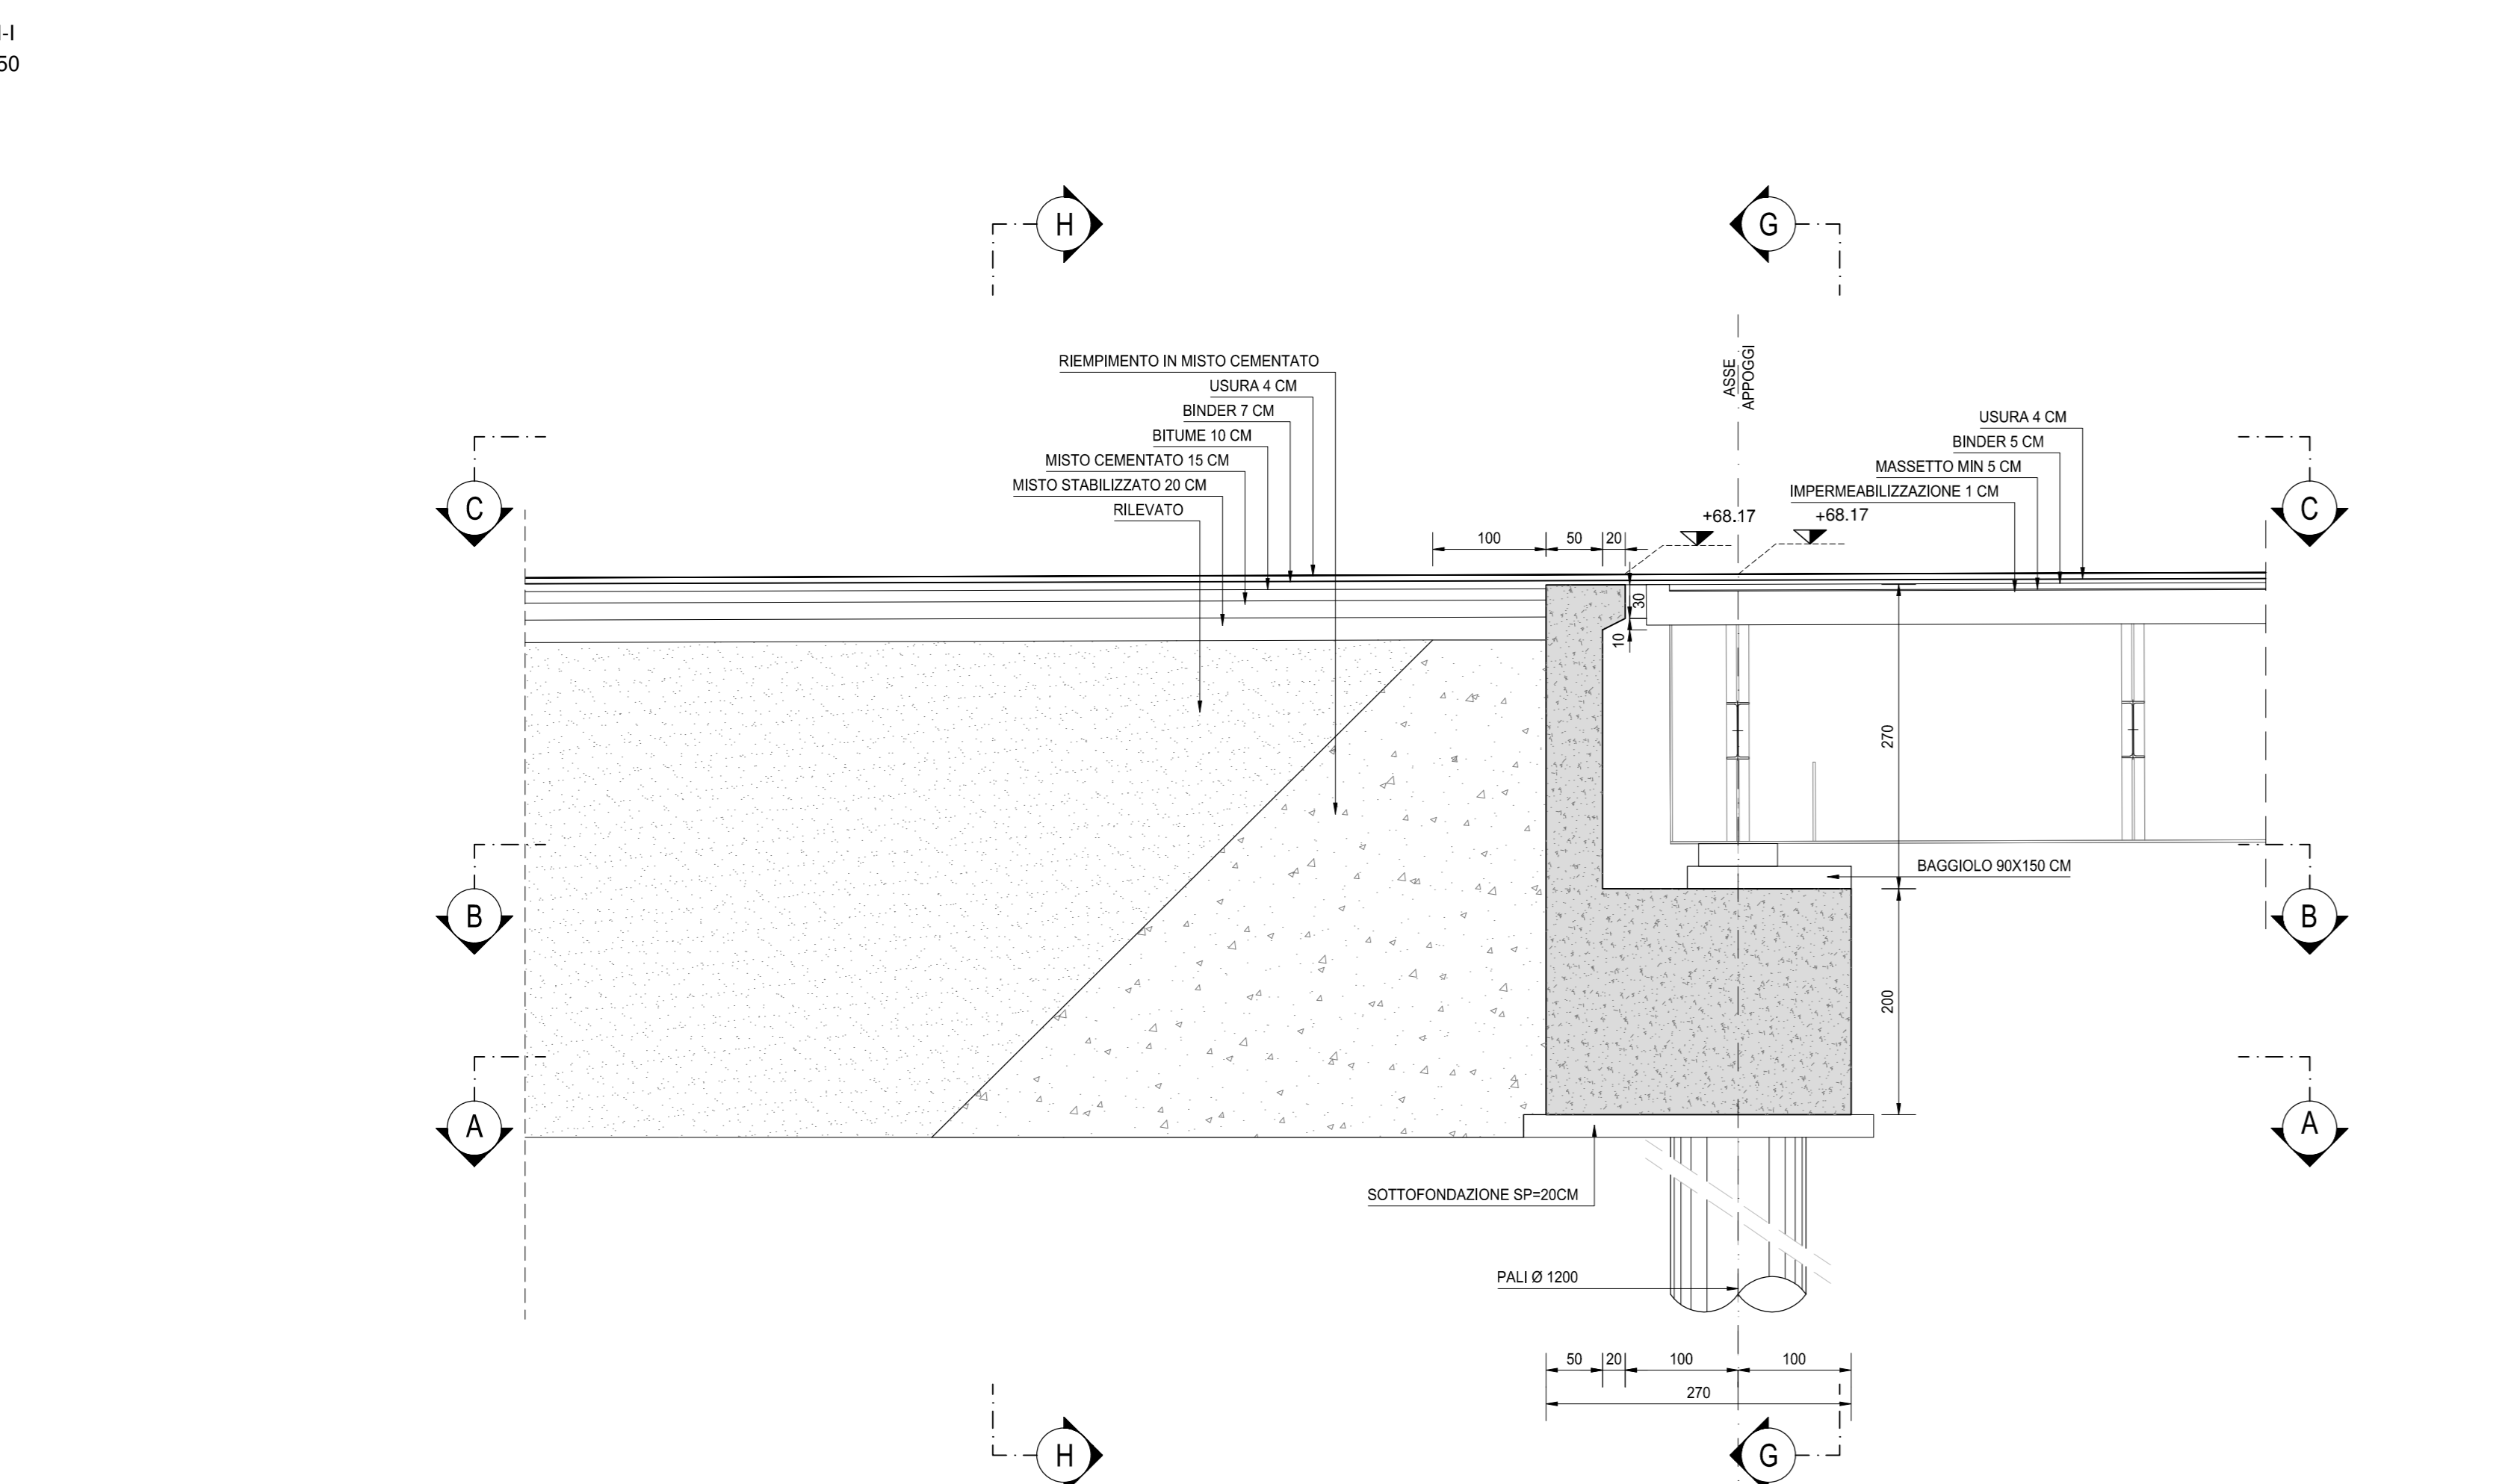 I-I
50
H
G
ASSE
APPOGGI
RIEMPIMENTO IN MISTO CEMENTATO
USURA 4 CM
BINDER 7 CM
BITUME 10 CM
MISTO CEMENTATO 15 CM
MISTO STABILIZZATO 20 CM
RILEVATO
USURA 4 CM
BINDER 5 CM
MASSETTO MIN 5 CM
IMPERMEABILIZZAZIONE 1 CM
C
C
+68.17
+68.17
100
50
20
30
10
270
BAGGIOLO 90X150 CM
B
B
200
A
A
SOTTOFONDAZIONE SP=20CM
PALI Ø 1200
50
20
100
100
270
H
G